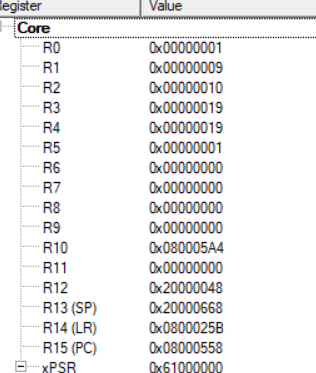 Register Value
Core
R0 0x00000001
R1 0x00000009
R2 0x00000010
R3 0x00000019
R4 0x00000019
R5 0x00000001
R6 0x00000000
R7 0x00000000
R8 0x00000000
R9 0x00000000
R10 0x080005A4
R11 0x00000000
R12 0x20000048
R13 (SP) 0x20000668
R14 (LR) 0x0800025B
R15 (PC) 0x08000558
xPSR 0x61000000